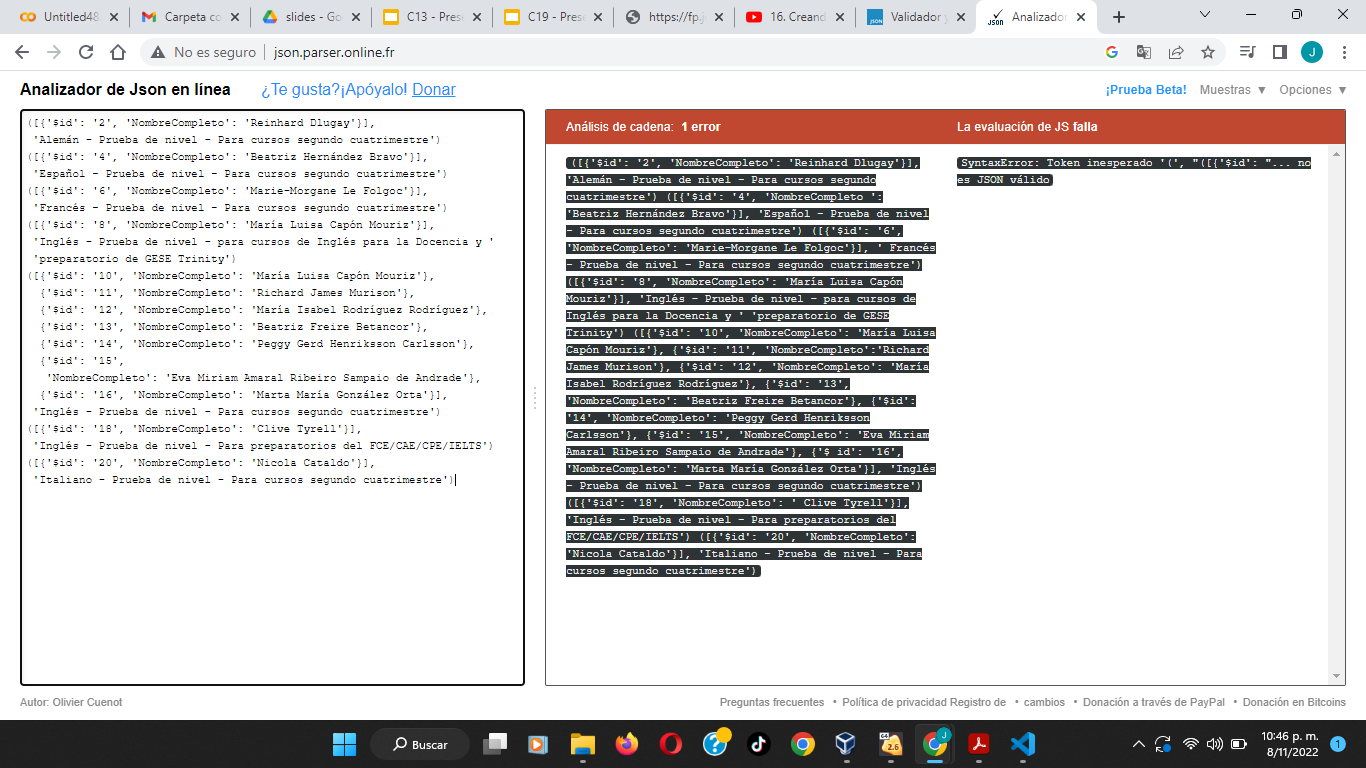 Untitled48
Carpeta co
slides - Go
C13 - Prese
C19 - Prese
https://fp.j
16. Creand
Validador y
Analizador
No es seguro
json.parser.online.fr
Analizador de Json en línea
¿Te gusta?¡Apóyalo! Donar
¡Prueba Beta! Muestras ▼ Opciones ▼
([{'$id': '2', 'NombreCompleto': 'Reinhard Dlugay'}],
'Alemán - Prueba de nivel - Para cursos segundo cuatrimestre')
([{'$id': '4', 'NombreCompleto': 'Beatriz Hernández Bravo'}],
'Español - Prueba de nivel - Para cursos segundo cuatrimestre')
([{'$id': '6', 'NombreCompleto': 'Marie-Morgane Le Folgoc'}],
'Francés - Prueba de nivel - Para cursos segundo cuatrimestre')
([{'$id': '8', 'NombreCompleto': 'María Luisa Capón Mouriz'}],
'Inglés - Prueba de nivel - para cursos de Inglés para la Docencia y '
'preparatorio de GESE Trinity')
([{'$id': '10', 'NombreCompleto': 'María Luisa Capón Mouriz'},
{'$id': '11', 'NombreCompleto': 'Richard James Murison'},
{'$id': '12', 'NombreCompleto': 'María Isabel Rodríguez Rodríguez'},
{'$id': '13', 'NombreCompleto': 'Beatriz Freire Betancor'},
{'$id': '14', 'NombreCompleto': 'Peggy Gerd Henriksson Carlsson'},
{'$id': '15',
'NombreCompleto': 'Eva Miriam Amaral Ribeiro Sampaio de Andrade'},
{'$id': '16', 'NombreCompleto': 'Marta María González Orta'}],
'Inglés - Prueba de nivel - Para cursos segundo cuatrimestre')
([{'$id': '18', 'NombreCompleto': 'Clive Tyrell'}],
'Inglés - Prueba de nivel - Para preparatorios del FCE/CAE/CPE/IELTS')
([{'$id': '20', 'NombreCompleto': 'Nicola Cataldo'}],
'Italiano - Prueba de nivel - Para cursos segundo cuatrimestre')
Análisis de cadena: 1 error
([{'$id': '2', 'NombreCompleto': 'Reinhard Dlugay'}],
'Alemán - Prueba de nivel - Para cursos segundo
cuatrimestre') ([{'$id': '4', 'NombreCompleto ':
'Beatriz Hernández Bravo'}], 'Español - Prueba de nivel
- Para cursos segundo cuatrimestre') ([{'$id': '6',
'NombreCompleto': 'Marie-Morgane Le Folgoc'}], ' Francés
- Prueba de nivel - Para cursos segundo cuatrimestre')
([{'$id': '8', 'NombreCompleto': 'María Luisa Capón
Mouriz'}], 'Inglés - Prueba de nivel - para cursos de
Inglés para la Docencia y ' 'preparatorio de GESE
Trinity') ([{'$id': '10', 'NombreCompleto': 'María Luisa
Capón Mouriz'}, {'$id': '11', 'NombreCompleto':'Richard
James Murison'}, {'$id': '12', 'NombreCompleto': 'María
Isabel Rodríguez Rodríguez'}, {'$id': '13',
'NombreCompleto': 'Beatriz Freire Betancor'}, {'$id':
'14', 'NombreCompleto': 'Peggy Gerd Henriksson
Carlsson'}, {'$id': '15', 'NombreCompleto': 'Eva Miriam
Amaral Ribeiro Sampaio de Andrade'}, {'$ id': '16',
'NombreCompleto': 'Marta María González Orta'}], 'Inglés
- Prueba de nivel - Para cursos segundo cuatrimestre')
([{'$id': '18', 'NombreCompleto': ' Clive Tyrell'}],
'Inglés - Prueba de nivel - Para preparatorios del
FCE/CAE/CPE/IELTS') ([{'$id': '20', 'NombreCompleto':
'Nicola Cataldo'}], 'Italiano - Prueba de nivel - Para
cursos segundo cuatrimestre')
La evaluación de JS falla
SyntaxError: Token inesperado '(', "([{'$id': "... no
es JSON válido
Autor: Olivier Cuenot
Preguntas frecuentes • Política de privacidad Registro de • cambios • Donación a través de PayPal • Donación en Bitcoins
Buscar
10:46 p. m.
8/11/2022
1